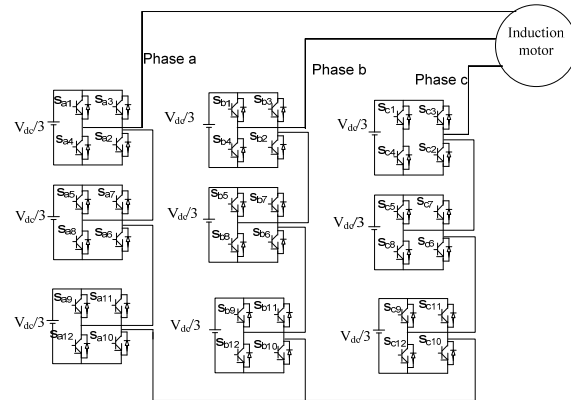 Induction
motor
Phase a
Phase b
Phase c
Sa1 Sa3
Vdc/3
Sa4 Sa2
Sb1 Sb3
Vdc/3
Sb4 Sb2
Sc1 Sc3
Vdc/3
Sc4 Sc2
Sa5 Sa7
Vdc/3
Sa8 Sa6
Sb5 Sb7
Vdc/3
Sb8 Sb6
Sc5 Sc7
Vdc/3
Sc8 Sc6
Sa9 Sa11
Vdc/3
Sa12 Sa10
Sb9 Sb11
Vdc/3
Sb12 Sb10
Sc9 Sc11
Vdc/3
Sc12 Sc10